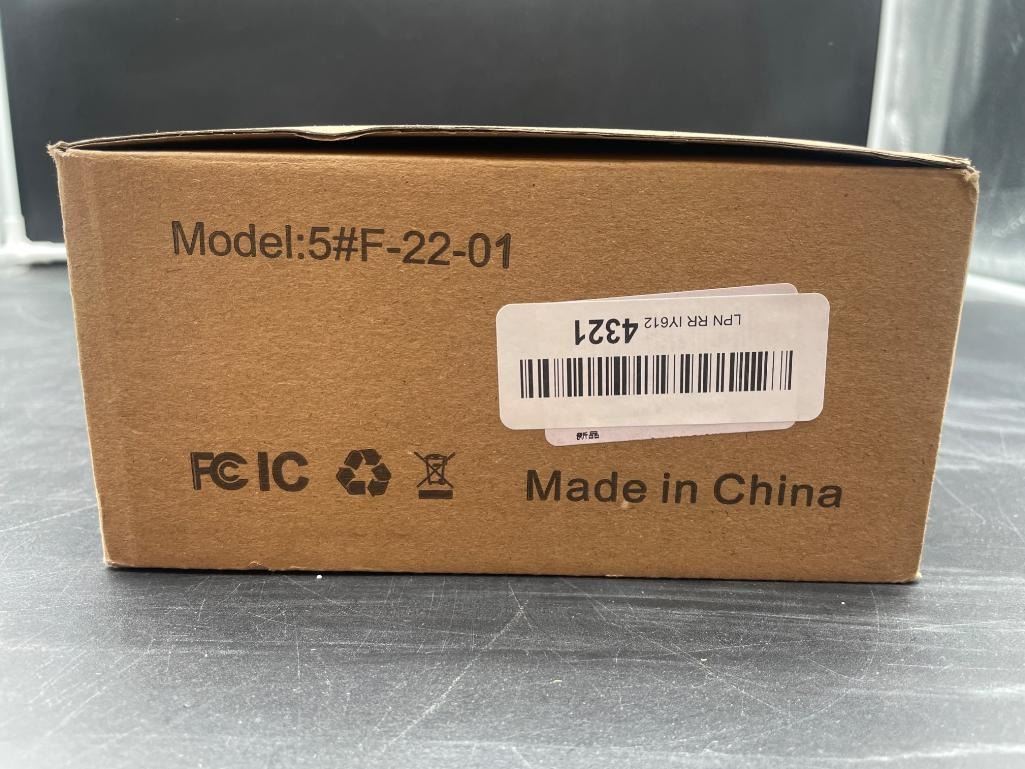 Model:5#F-22-01
LPN RR IY612 4321
FC IC
Made in China